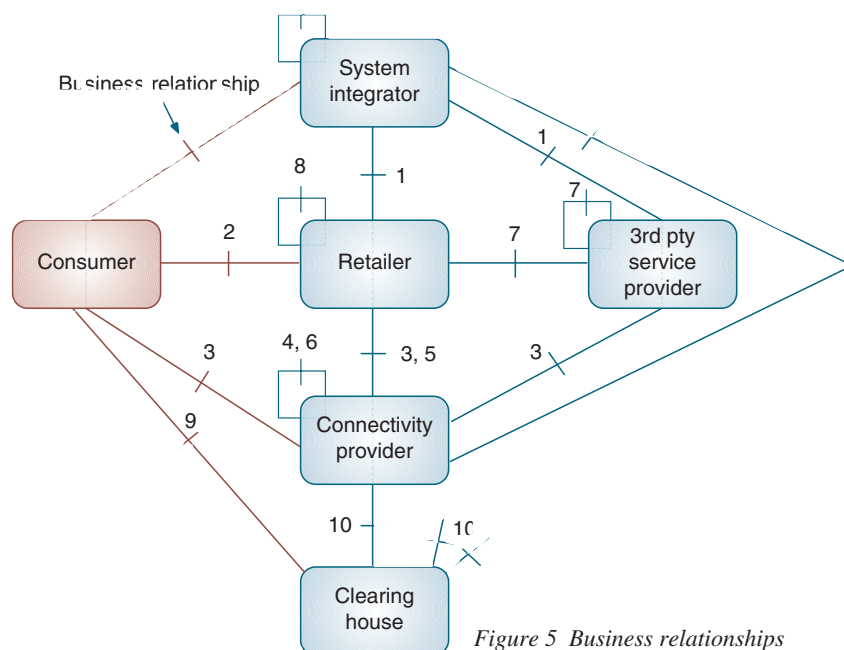 System
integrator
Business relationship
1
1
8
7
Consumer
2
Retailer
7
3rd pty
service
provider
4, 6
3
3, 5
3
9
Connectivity
provider
10
10
Clearing
house
Figure 5 Business relationships